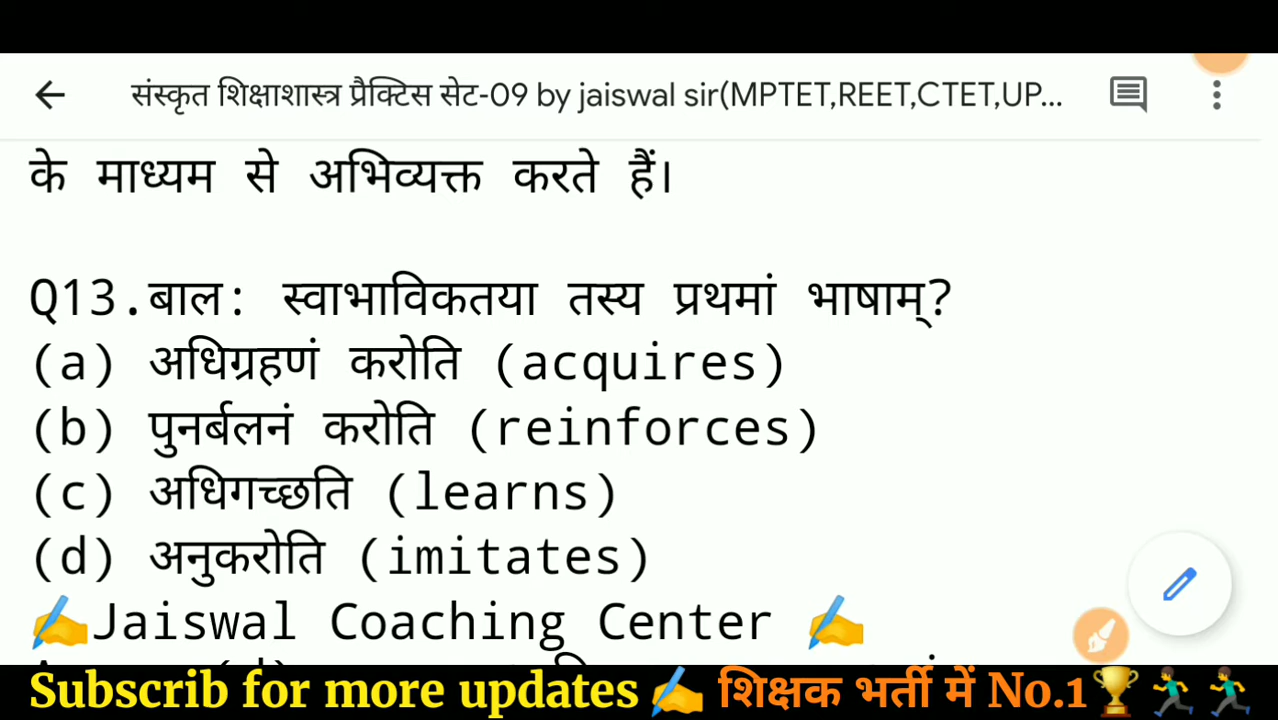 संस्कृत शिक्षाशास्त्र प्रैक्टिस सेट-09 by jaiswal sir(MPTET,REET,CTET,UP...
के माध्यम से अभिव्यक्त करते हैं।
Q13.बाल: स्वाभाविकतया तस्य प्रथमां भाषाम्?
(a) अधिग्रहणं करोति (acquires)
(b) पुनर्बलनं करोति (reinforces)
(c) अधिगच्छति (learns)
(d) अनुकरोति (imitates)
✍️Jaiswal Coaching Center ✍️
Subscrib for more updates✍️ शिक्षक भर्ती में No.1🏆🏃‍♂️🏃‍♂️